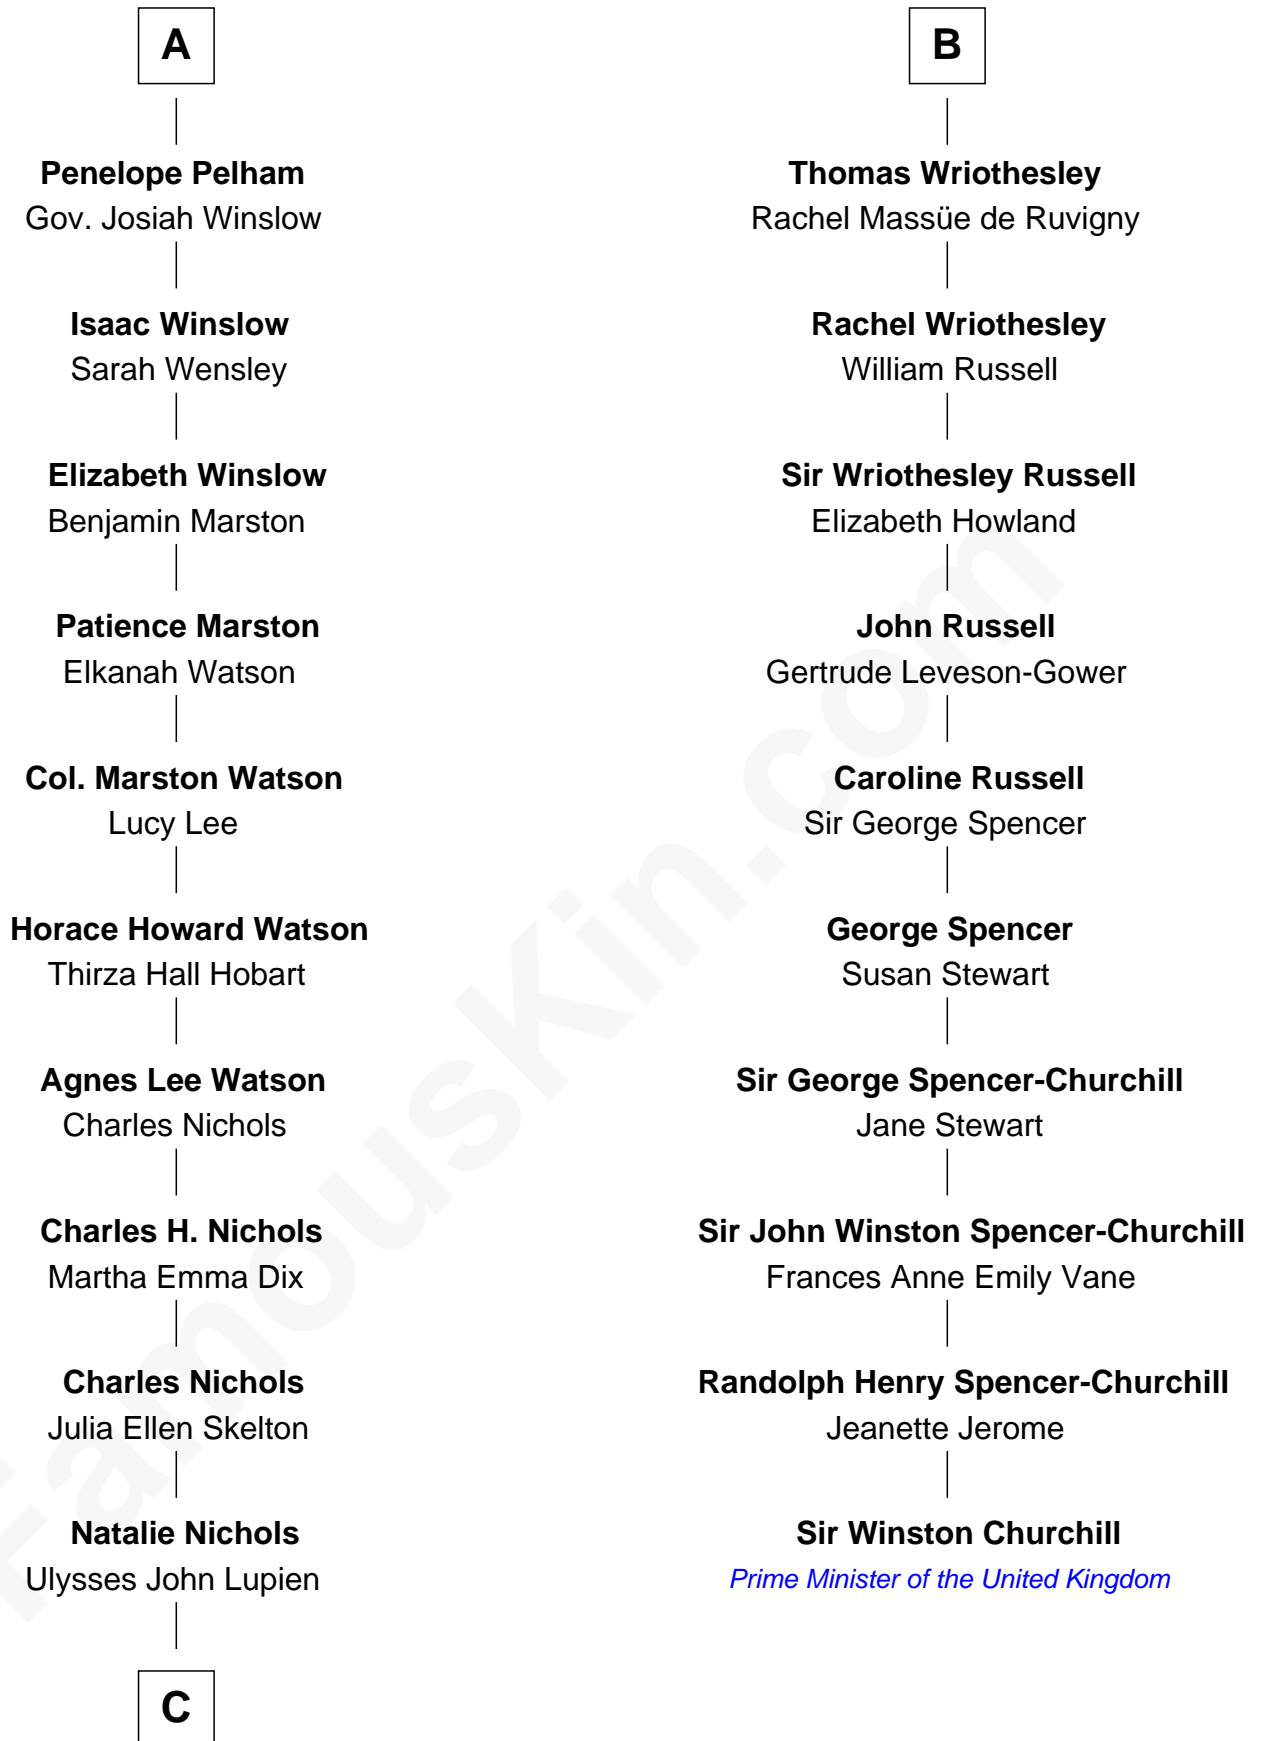 A
Penelope Pelham
Gov. Josiah Winslow
Isaac Winslow
Sarah Wensley
Elizabeth Winslow
Benjamin Marston
Patience Marston
Elkanah Watson
Col. Marston Watson
Lucy Lee
Horace Howard Watson
Thirza Hall Hobart
Agnes Lee Watson
Charles Nichols
Charles H. Nichols
Martha Emma Dix
Charles Nichols
Julia Ellen Skelton
Natalie Nichols
Ulysses John Lupien
C
B
Thomas Wriothesley
Rachel Massüe de Ruvigny
Rachel Wriothesley
William Russell
Sir Wriothesley Russell
Elizabeth Howland
John Russell
Gertrude Leveson-Gower
Caroline Russell
Sir George Spencer
George Spencer
Susan Stewart
Sir George Spencer-Churchill
Jane Stewart
Sir John Winston Spencer-Churchill
Frances Anne Emily Vane
Randolph Henry Spencer-Churchill
Jeanette Jerome
Sir Winston Churchill
Prime Minister of the United Kingdom
FamousKin.com